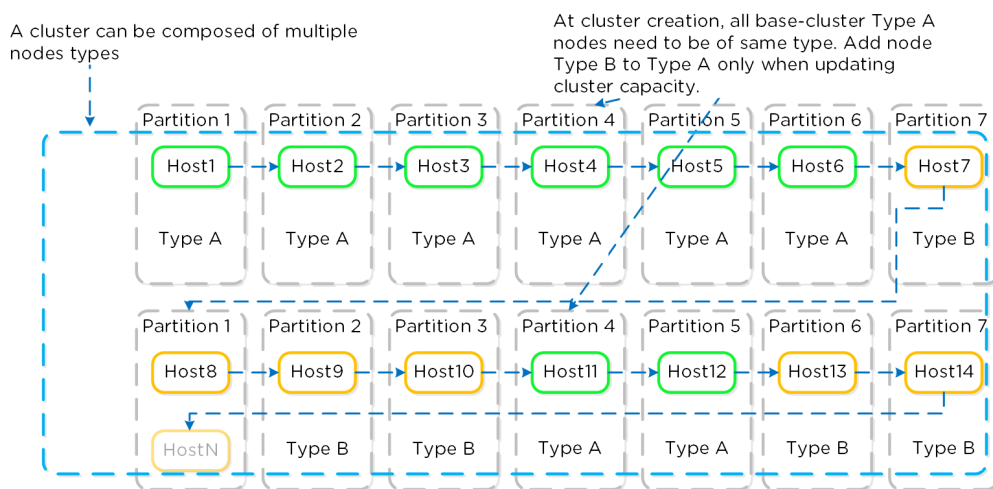 A cluster can be composed of multiple
nodes types
At cluster creation, all base-cluster Type A
nodes need to be of same type. Add node
Type B to Type A only when updating
cluster capacity.
Partition 1 Partition 2 Partition 3 Partition 4 Partition 5 Partition 6 Partition 7
Host1 Host2 Host3 Host4 Host5 Host6 Host7
Type A Type A Type A Type A Type A Type A Type B
Partition 1 Partition 2 Partition 3 Partition 4 Partition 5 Partition 6 Partition 7
Host8 Host9 Host10 Host11 Host12 Host13 Host14
HostN Type B Type B Type A Type A Type B Type B